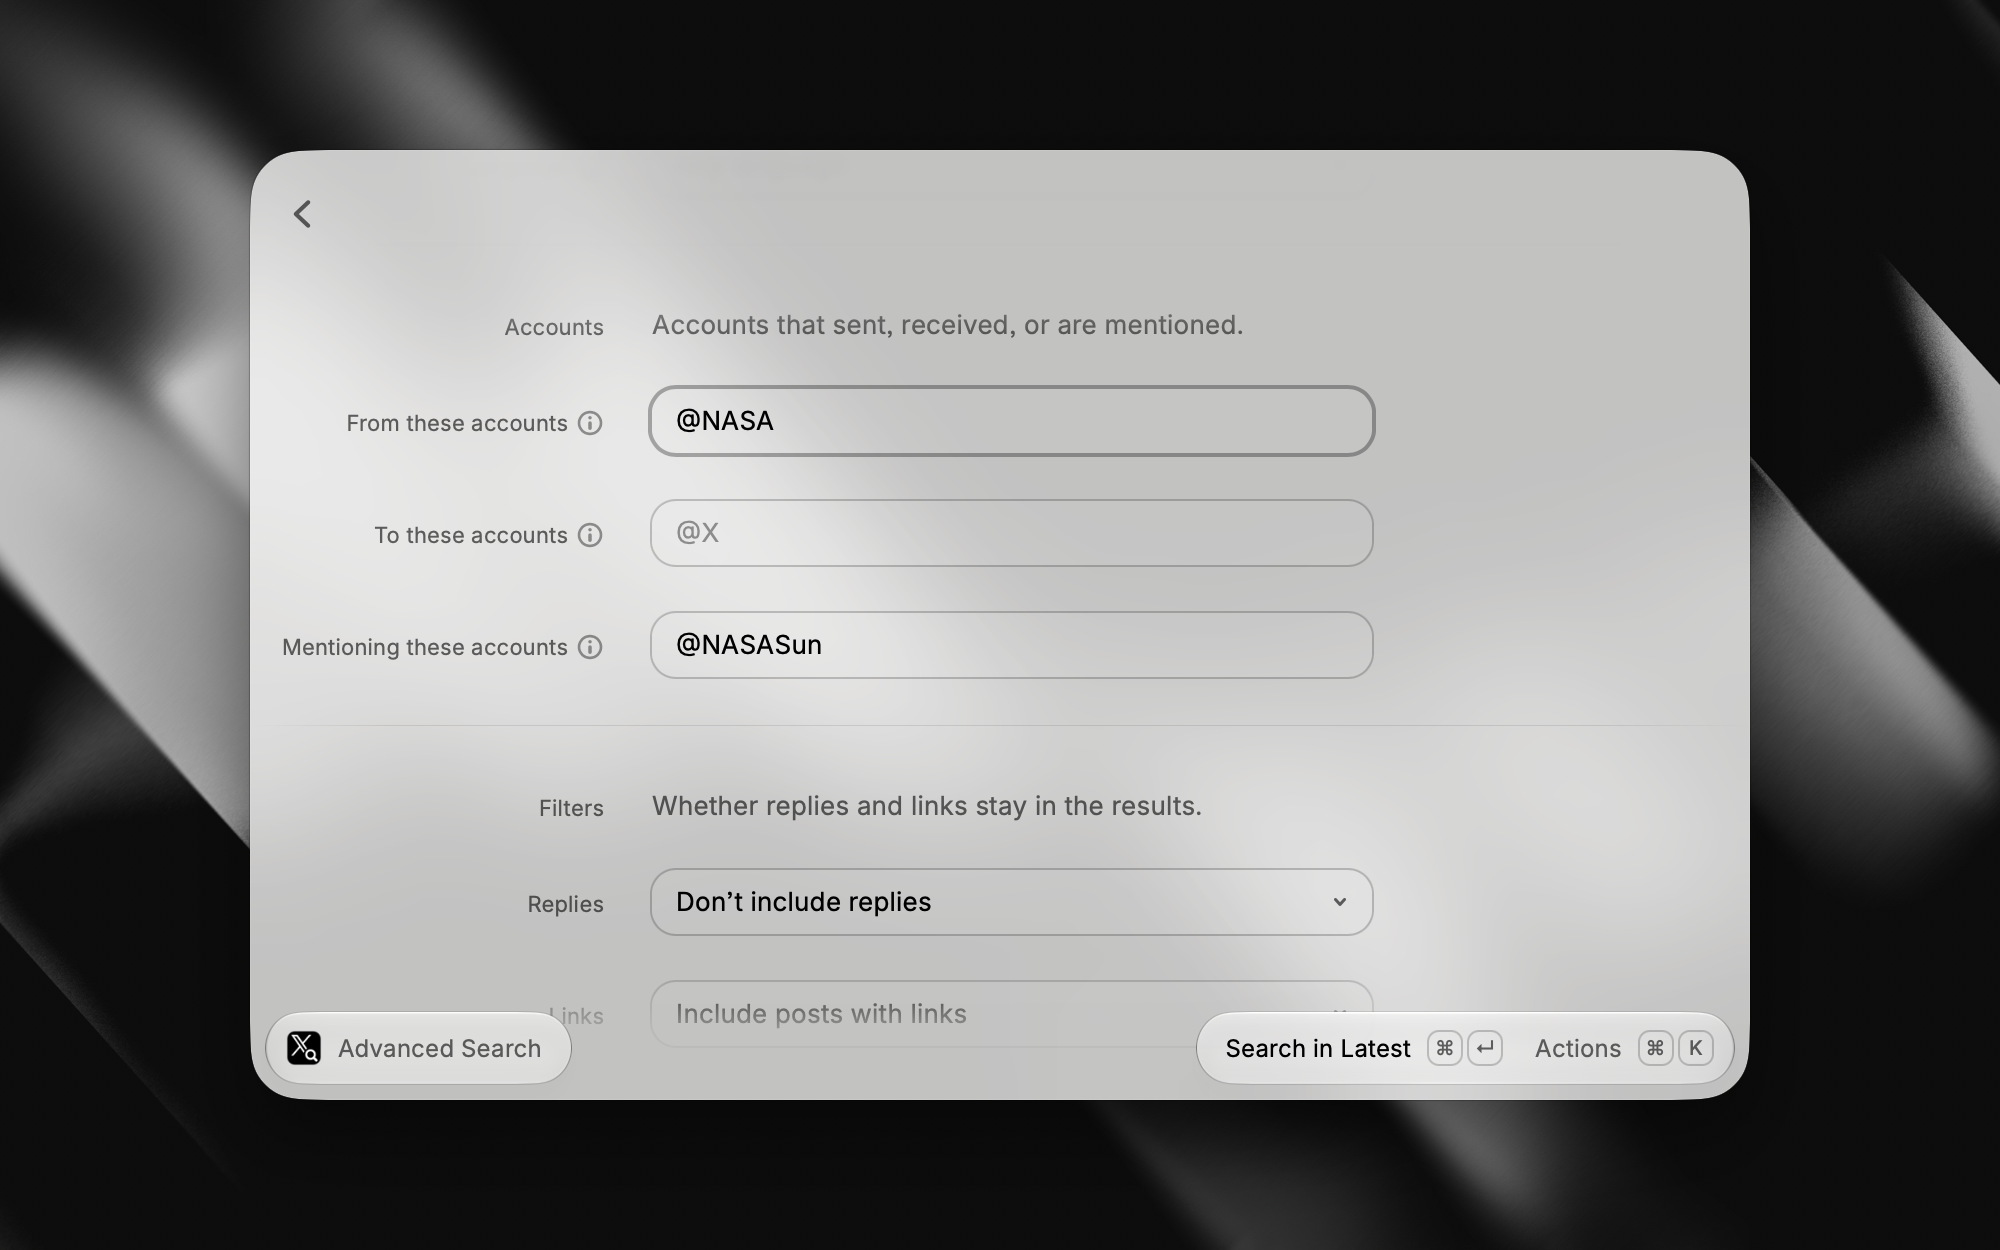 Accounts Accounts that sent, received, or are mentioned.
From these accounts @NASA
To these accounts @X
Mentioning these accounts @NASASun
Filters Whether replies and links stay in the results.
Replies Don’t include replies
Links Include posts with links
Advanced Search Search in Latest ⌘ ↵ Actions ⌘ K